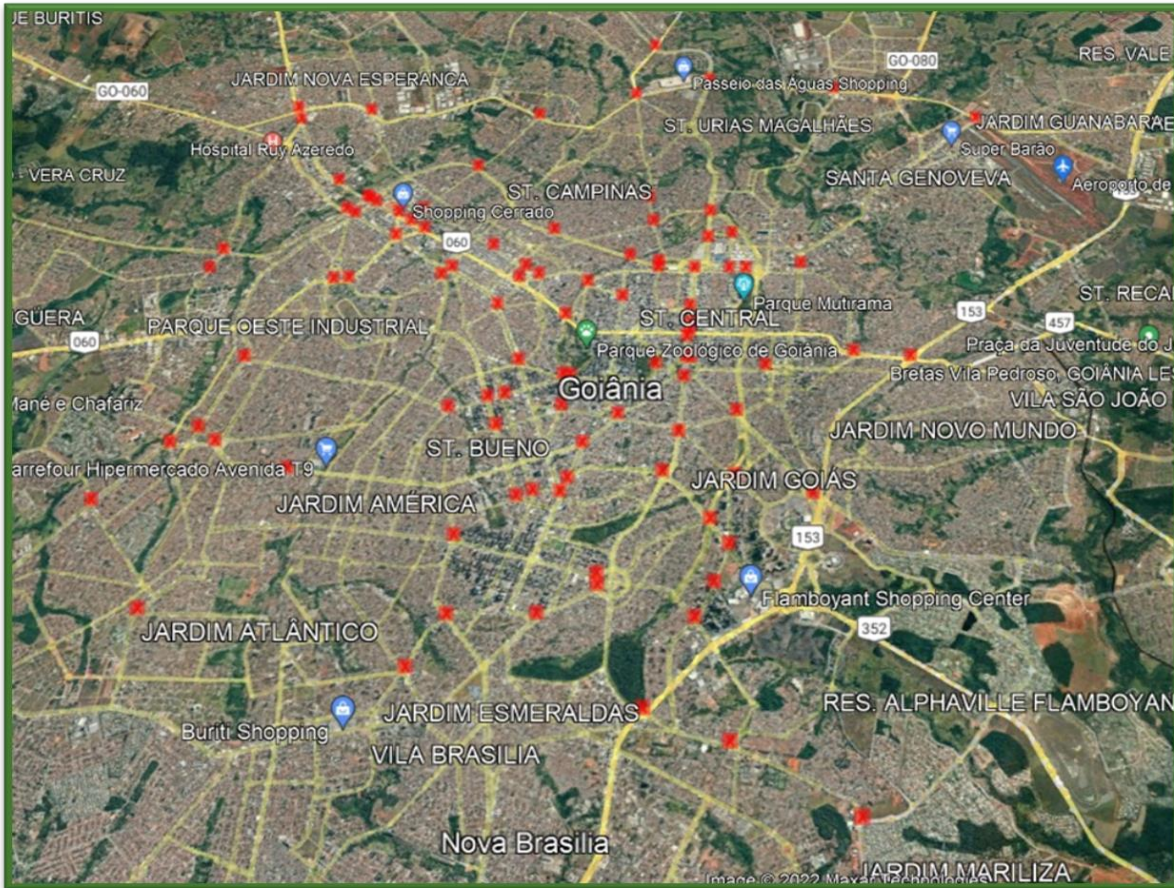 JE BURITIS
GO-080
RES. VALE
JARDIM NOVA ESPERANÇA
Passeio das Águas Shopping
GO-060
ST. URIAS MAGALHÃES
JARDIM GUANABARA
Hospital Ruy Azeredo
Super Barão
- VERA CRUZ
ST. CAMPINAS
SANTA GENOVEVA
Aeroporto de
153
Shopping Cerrado
060
ST. RECA
Parque Mutirama
153
GÜERA
PARQUE OESTE INDUSTRIAL
ST. CENTRAL
457
060
Parque Zoológico de Goiânia
Praça da Juventude do J
Bretas Vila Pedroso, GOIÂNIA LES
Goiânia
Mané e Chafariz
VILA SÃO JOÃO
ST. BUENO
JARDIM NOVO MUNDO
arrefour Hipermercado Avenida T9
JARDIM AMÉRICA
JARDIM GOIÁS
153
Flamboyant Shopping Center
JARDIM ATLÂNTICO
352
RES. ALPHAVILLE FLAMBOYAN
JARDIM ESMERALDAS
Buriti Shopping
VILA BRASILIA
Nova Brasilia
JARDIM MARILIZA
Image © 2022 Maxar Technologies